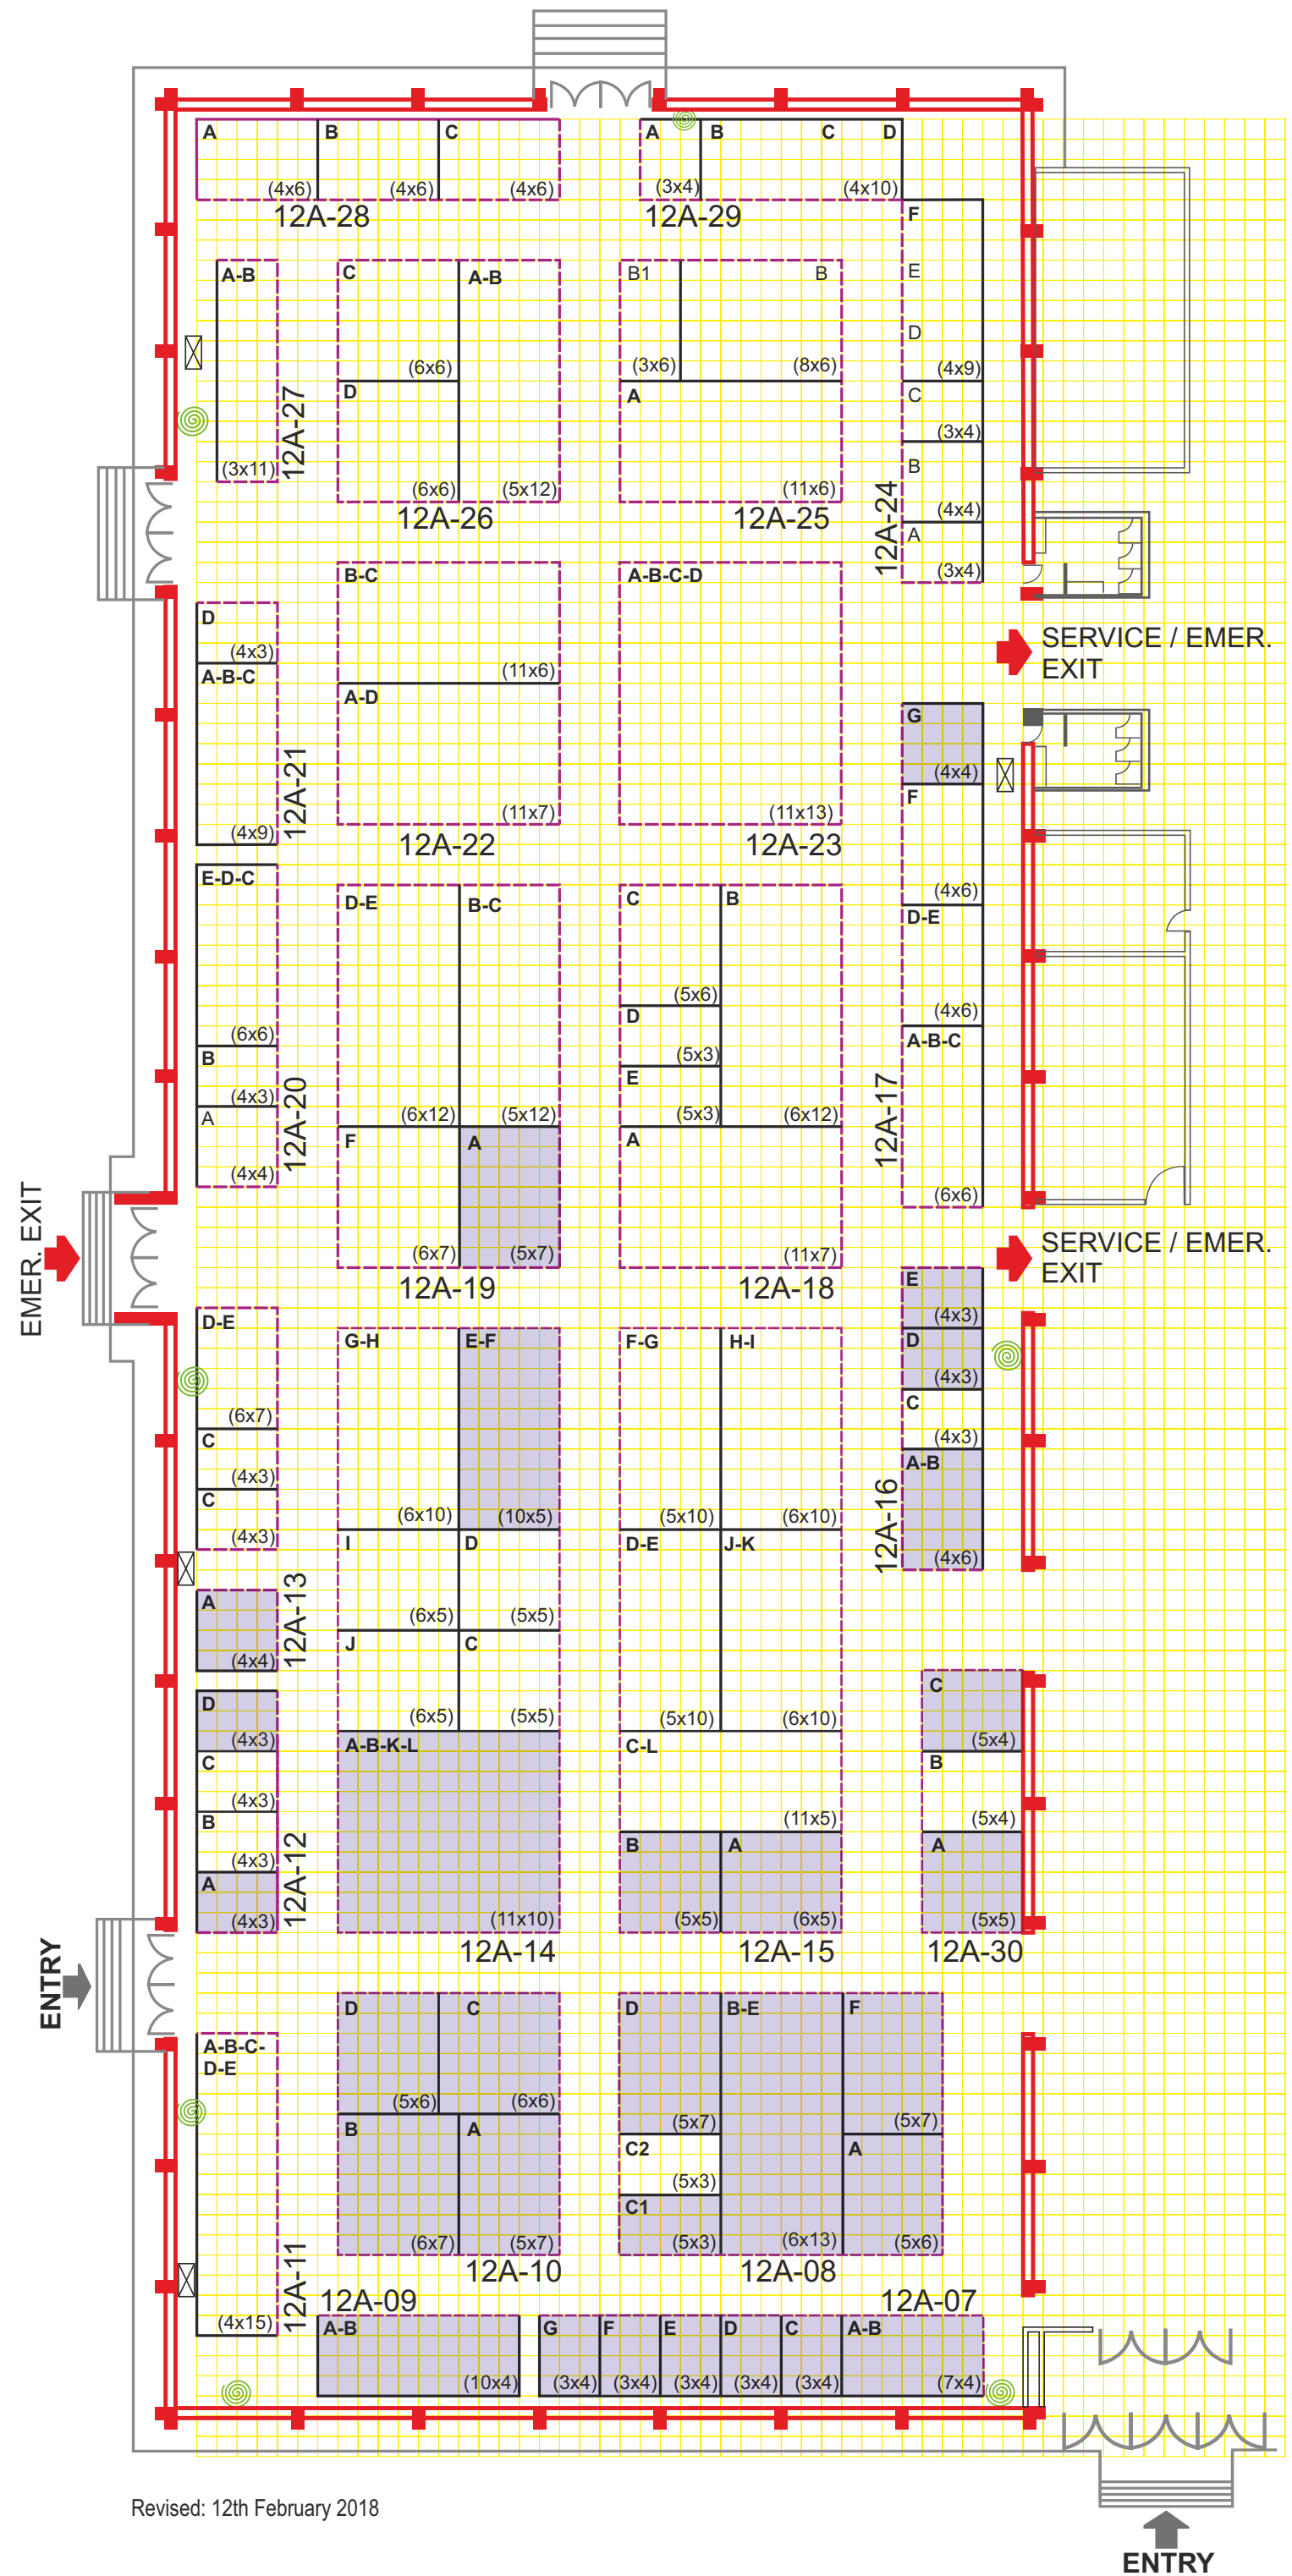 A B C
(4x6) (4x6) (4x6)
12A-28
A B C D
(3x4) (4x10)
12A-29
A-B
(3x11)
12A-27
C A-B
(6x6)
D
(6x6) (5x12)
12A-26
B1 B
(3x6) (8x6)
A
(11x6)
12A-25
F
E
D
(4x9)
C
(3x4)
B
(4x4)
A
(3x4)
12A-24
SERVICE / EMER.
EXIT
D
(4x3)
A-B-C
(4x9)
12A-21
B-C
(11x6)
A-D
(11x7)
12A-22
A-B-C-D
(11x13)
12A-23
G
(4x4)
F
(4x6)
D-E
(4x6)
A-B-C
(6x6)
12A-17
E-D-C
(6x6)
B
(4x3)
A
(4x4)
12A-20
D-E B-C
(6x12) (5x12)
F A
(6x7) (5x7)
12A-19
C B
(5x6)
D
(5x3)
E
(5x3) (6x12)
A
(11x7)
12A-18
EMER. EXIT
SERVICE / EMER.
EXIT
D-E
(6x7)
C
(4x3)
C
(4x3)
A
(4x4)
12A-13
G-H E-F
(6x10) (10x5)
I D
(6x5) (5x5)
J C
(6x5) (5x5)
A-B-K-L
(11x10)
12A-14
F-G H-I
(5x10) (6x10)
D-E J-K
(5x10) (6x10)
C-L
(11x5)
B A
(5x5) (6x5)
12A-15
E
(4x3)
D
(4x3)
C
(4x3)
A-B
(4x6)
12A-16
D
(4x3)
C
(4x3)
B
(4x3)
A
(4x3)
12A-12
C
(5x4)
B
(5x4)
A
(5x5)
12A-30
ENTRY
A-B-C-
D-E
(4x15)
12A-11
D C
(5x6) (6x6)
B A
(6x7) (5x7)
12A-10
D B-E F
(5x7) (5x7)
C2 A
(5x3)
C1
(5x3) (6x13) (5x6)
12A-08
12A-09
A-B
(10x4)
12A-07
G F E D C A-B
(3x4) (3x4) (3x4) (3x4) (3x4) (7x4)
Revised: 12th February 2018
ENTRY